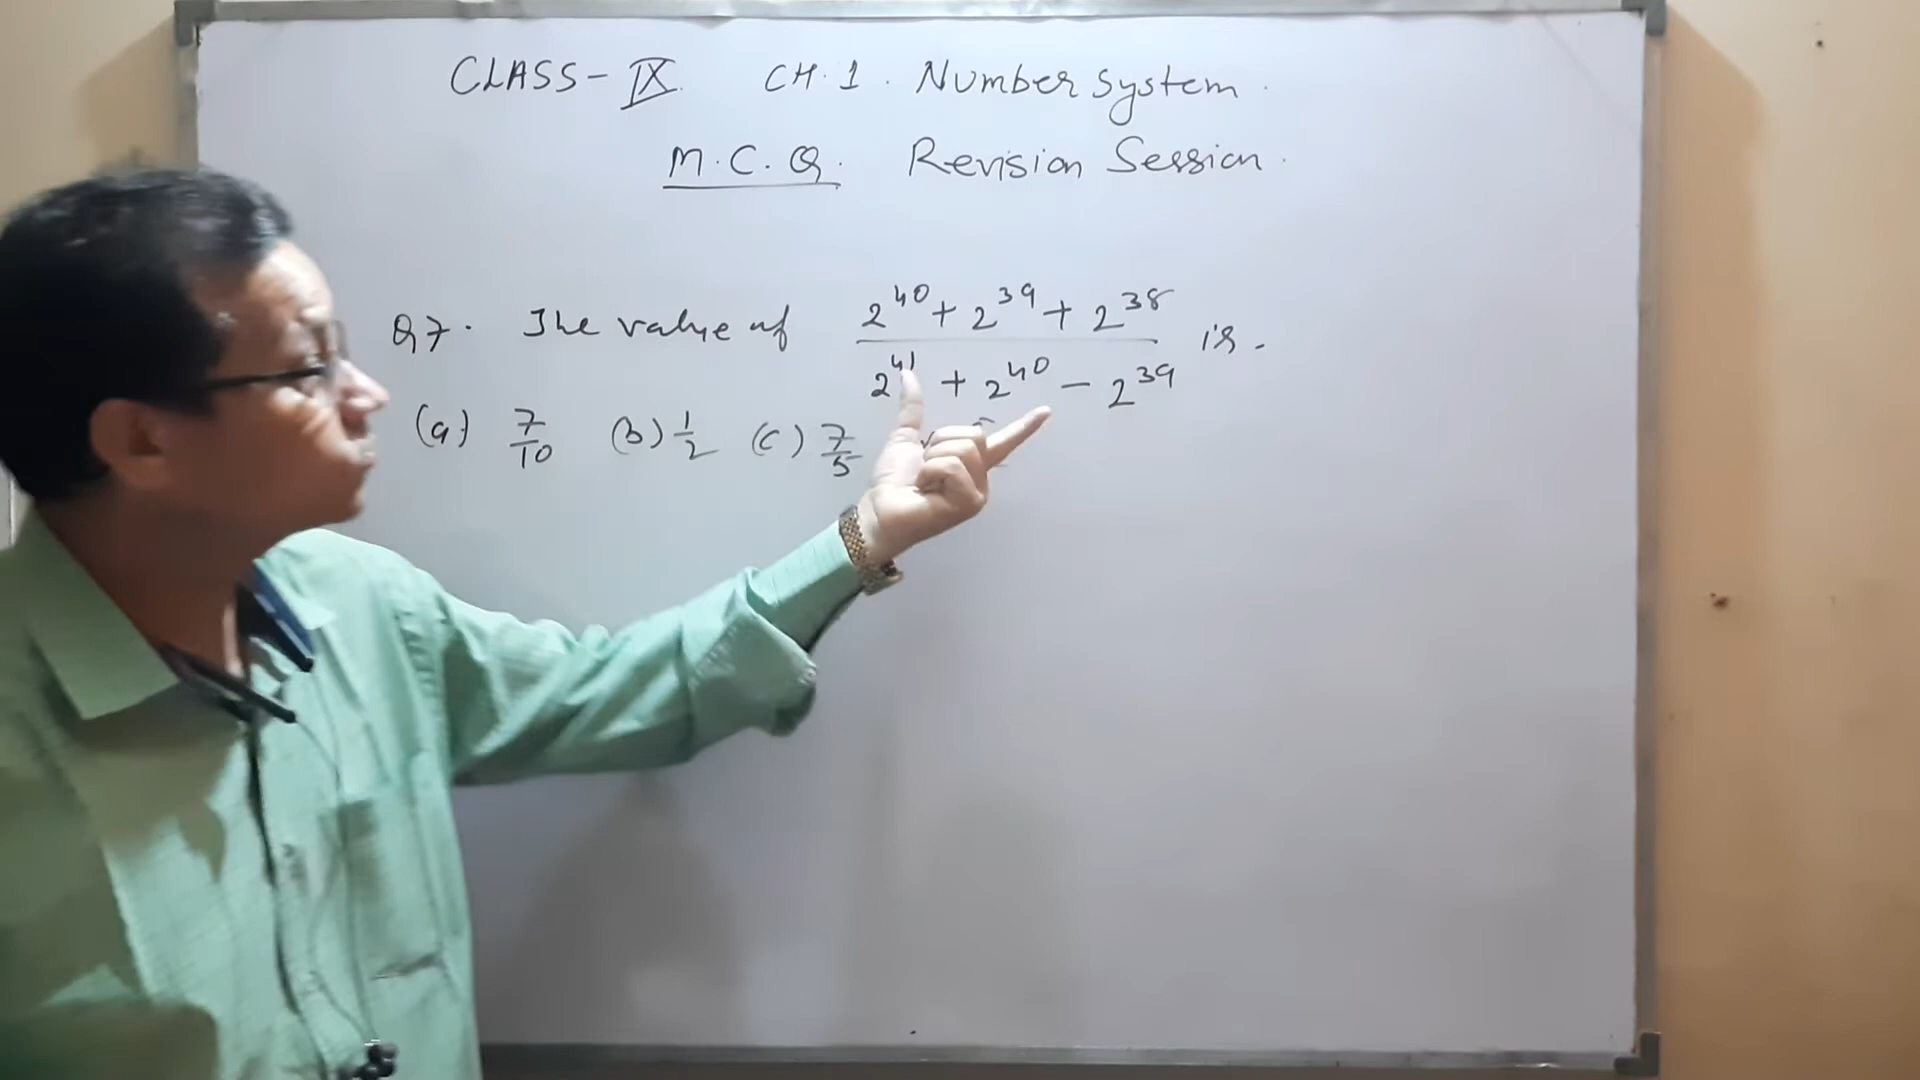 CLASS-IX CH.1. Number System.
M.C.Q. Revision Session.
Q7. The value of 2^40 + 2^39 + 2^38 / 2^41 + 2^40 - 2^39 is.
(a) 7/10 (b) 1/2 (c) 7/5